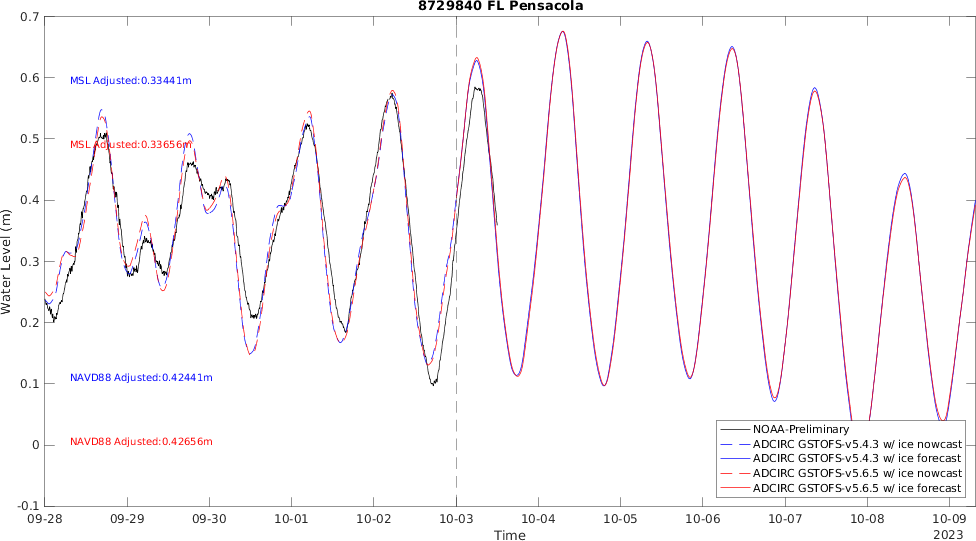 8729840 FL Pensacola
0.7
0.6
0.5
0.4
0.3
0.2
0.1
0
-0.1
Water Level (m)
MSL Adjusted:0.33441m
MSL Adjusted:0.33656m
NAVD88 Adjusted:0.42441m
NAVD88 Adjusted:0.42656m
NOAA-Preliminary
ADCIRC GSTOFS-v5.4.3 w/ ice nowcast
ADCIRC GSTOFS-v5.4.3 w/ ice forecast
ADCIRC GSTOFS-v5.6.5 w/ ice nowcast
ADCIRC GSTOFS-v5.6.5 w/ ice forecast
09-28 09-29 09-30 10-01 10-02 10-03 10-04 10-05 10-06 10-07 10-08 10-09
2023
Time